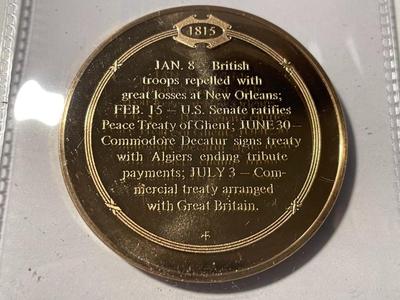 1815
JAN. 8 — British
troops repelled with
great losses at New Orleans;
FEB. 15 — U.S. Senate ratifies
Peace Treaty of Ghent; JUNE 30 —
Commodore Decatur signs treaty
with Algiers ending tribute
payments; JULY 3 — Com-
mercial treaty arranged
with Great Britain.